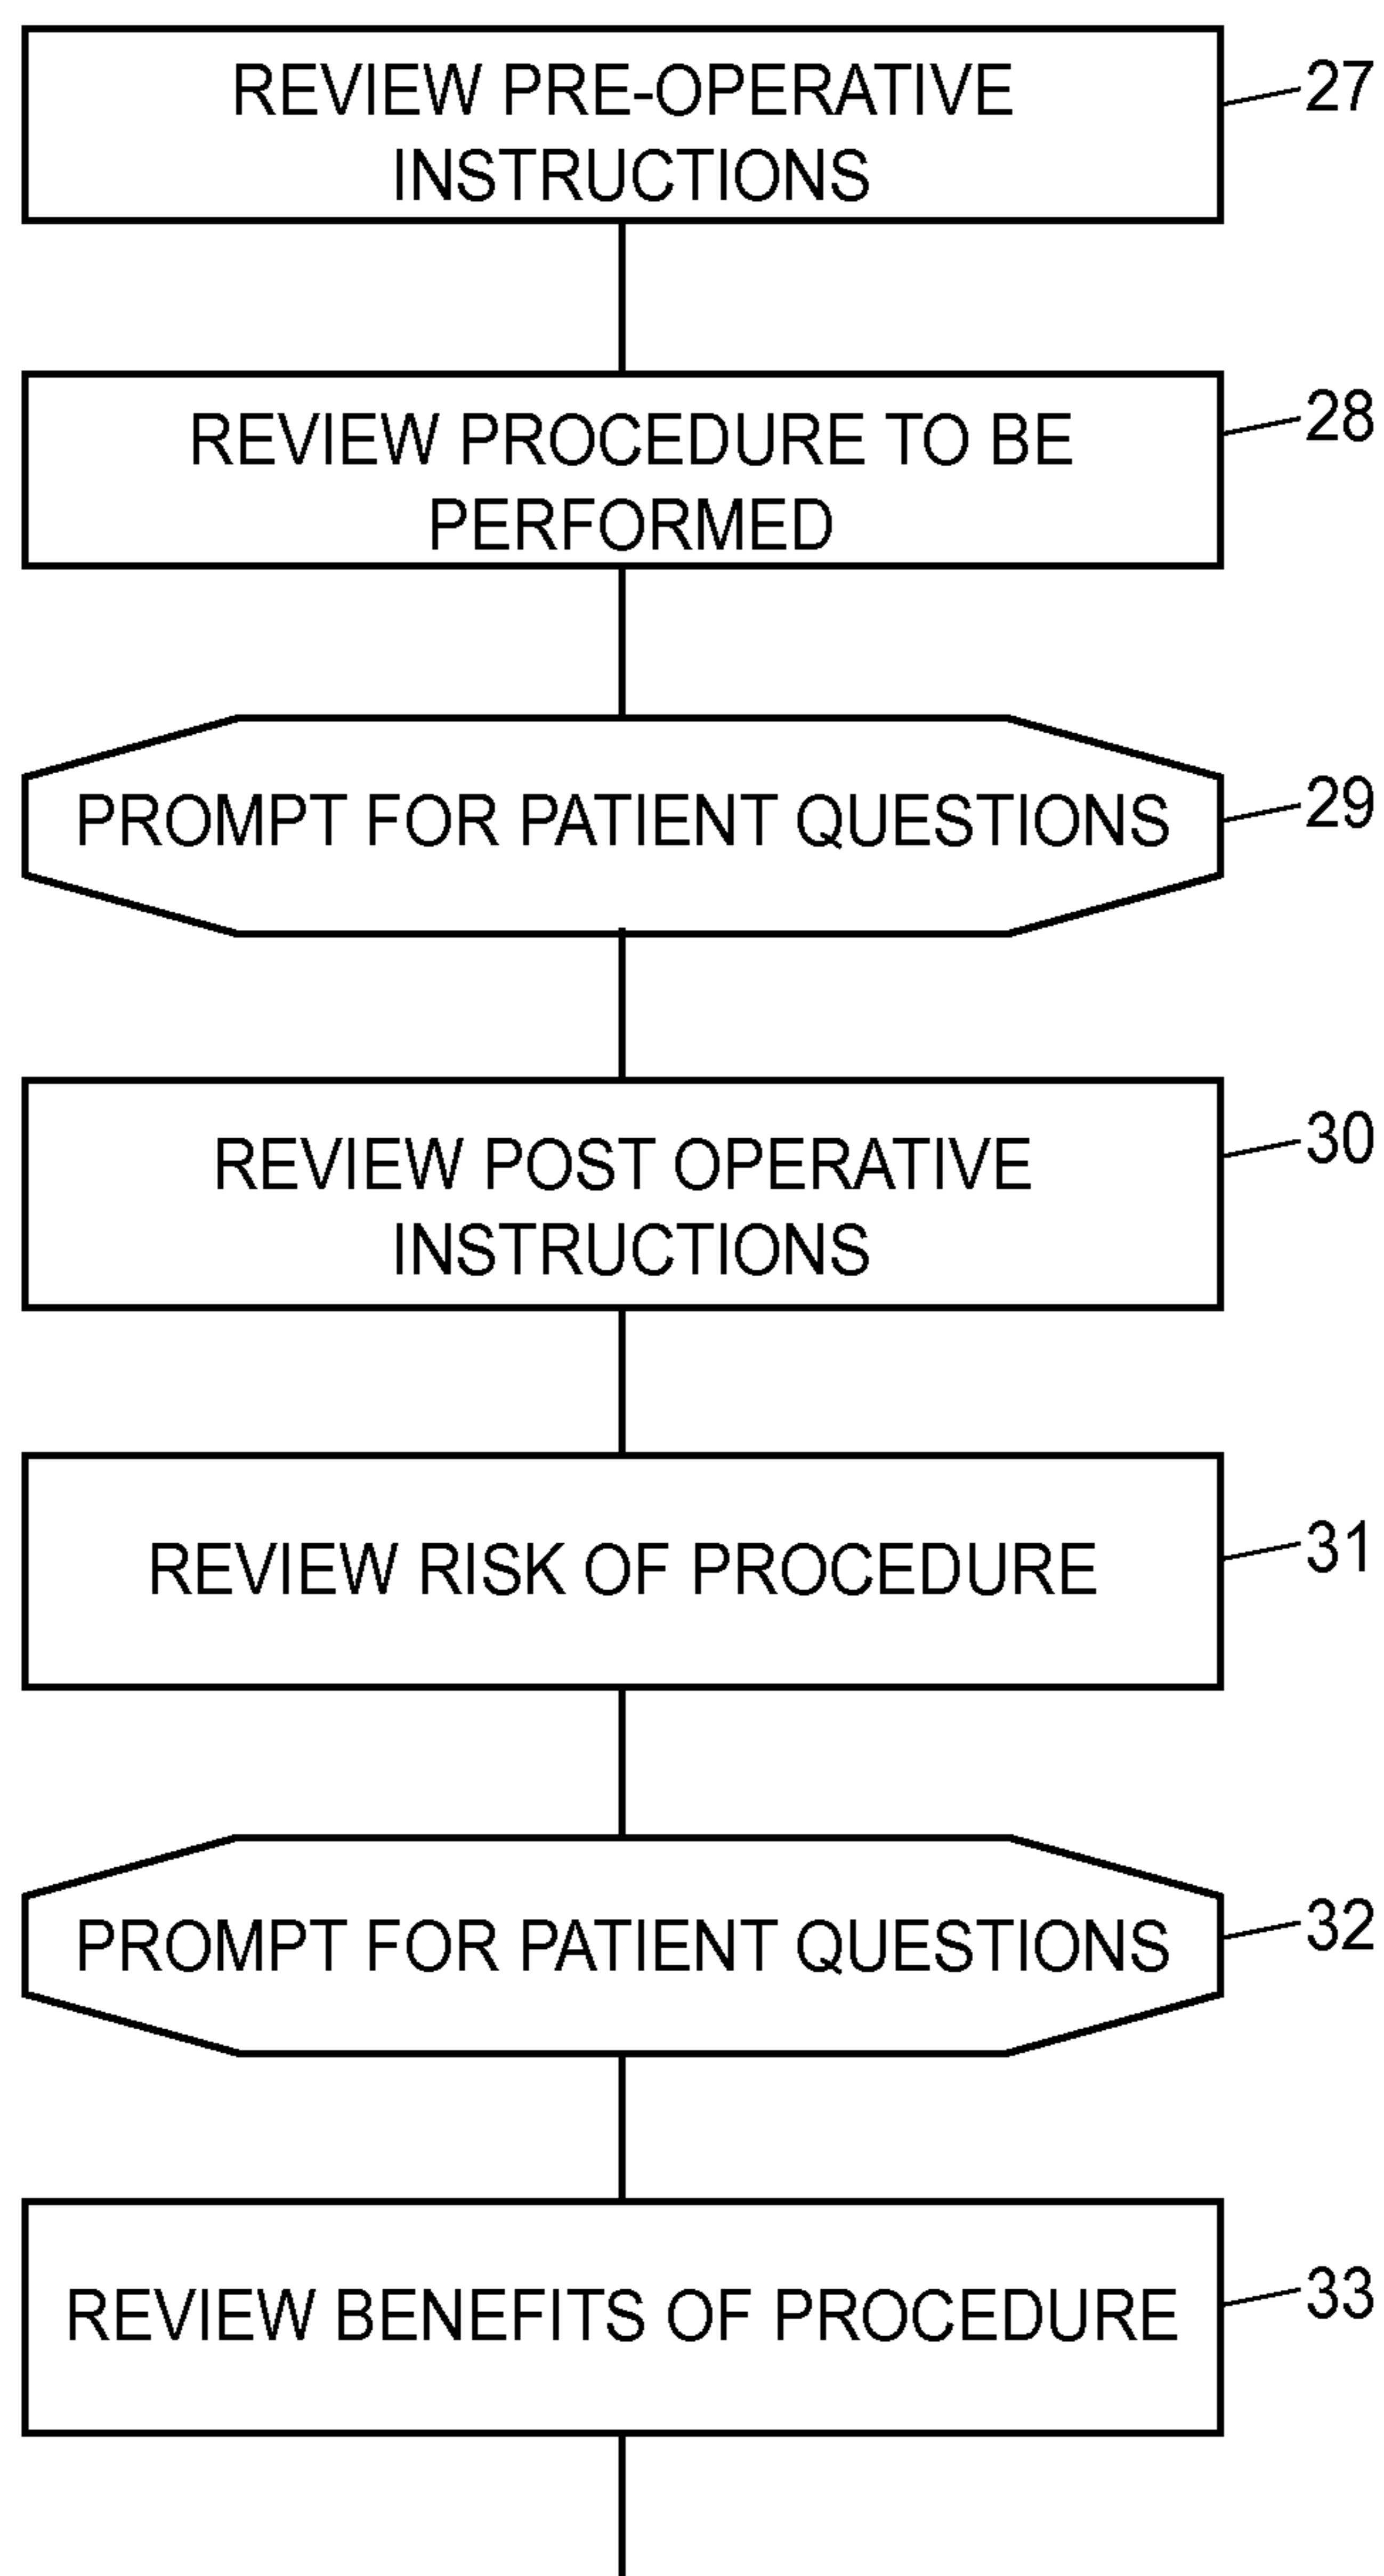 REVIEW PRE-OPERATIVE
INSTRUCTIONS
27
REVIEW PROCEDURE TO BE
PERFORMED
28
PROMPT FOR PATIENT QUESTIONS
29
REVIEW POST OPERATIVE
INSTRUCTIONS
30
REVIEW RISK OF PROCEDURE
31
PROMPT FOR PATIENT QUESTIONS
32
REVIEW BENEFITS OF PROCEDURE
33